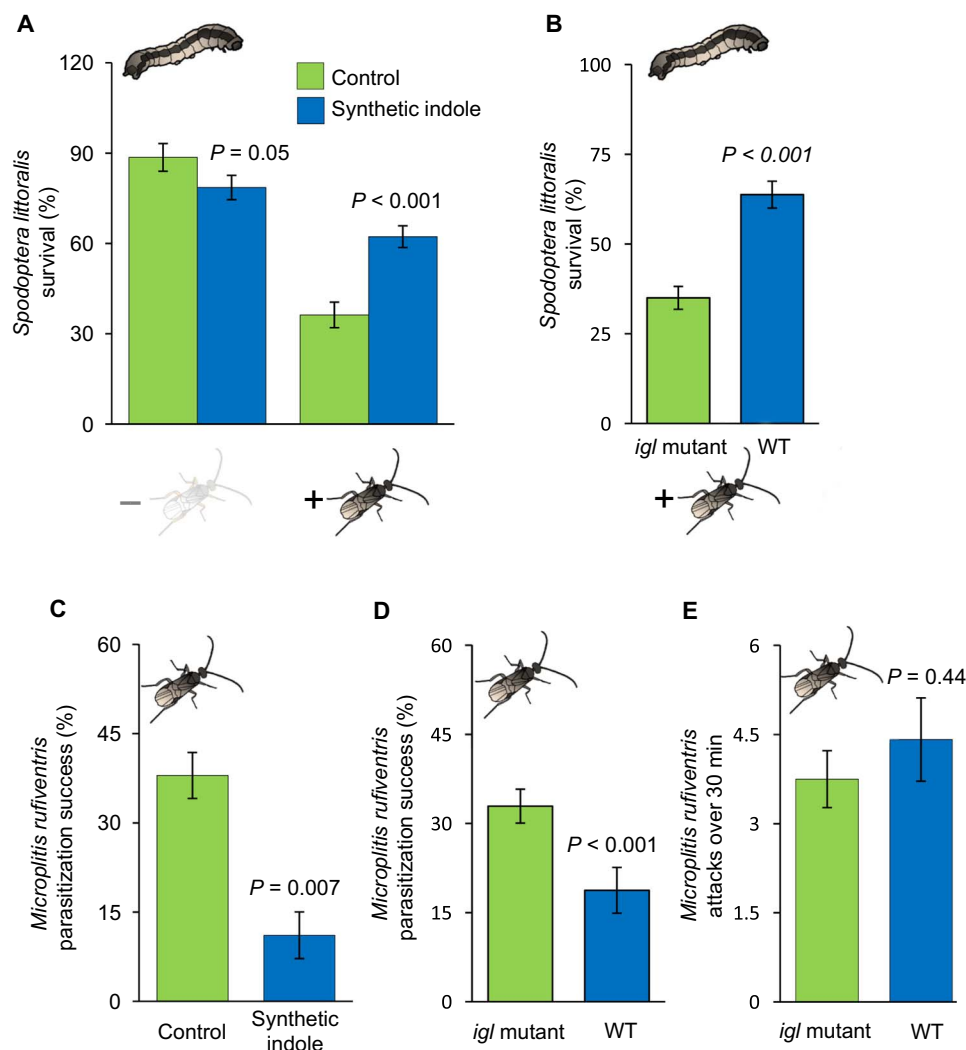 A
120
90
60
30
0
Spodoptera littoralis
survival (%)
Control
Synthetic indole
P = 0.05
P < 0.001
–
+
B
100
75
50
25
0
Spodoptera littoralis
survival (%)
P < 0.001
igl mutant
WT
+
C
60
45
30
15
0
Microplitis rufiventris
parasitization success (%)
P = 0.007
Control
Synthetic
indole
D
60
45
30
15
0
Microplitis rufiventris
parasitization success (%)
P < 0.001
igl mutant
WT
E
6
4.5
3
1.5
0
Microplitis rufiventris
attacks over 30 min
P = 0.44
igl mutant
WT